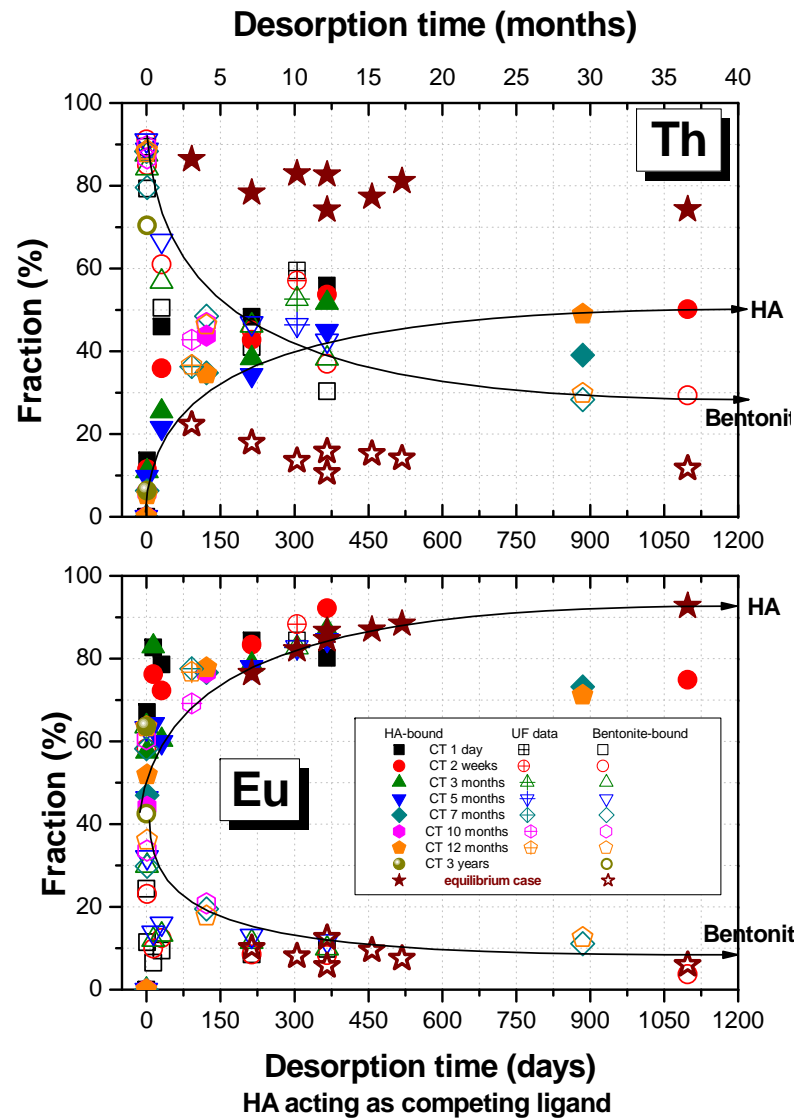 Desorption time (months)
0 5 10 15 20 25 30 35 40
100
80
60
40
20
0
Fraction (%)
Th
HA
Bentonit
0 150 300 450 600 750 900 1050 1200
100
80
60
40
20
0
Fraction (%)
Eu
HA
Bentonite
HA-bound UF data Bentonite-bound
CT 1 day
CT 2 weeks
CT 3 months
CT 5 months
CT 7 months
CT 10 months
CT 12 months
CT 3 years
equilibrium case
0 150 300 450 600 750 900 1050 1200
Desorption time (days)
HA acting as competing ligand